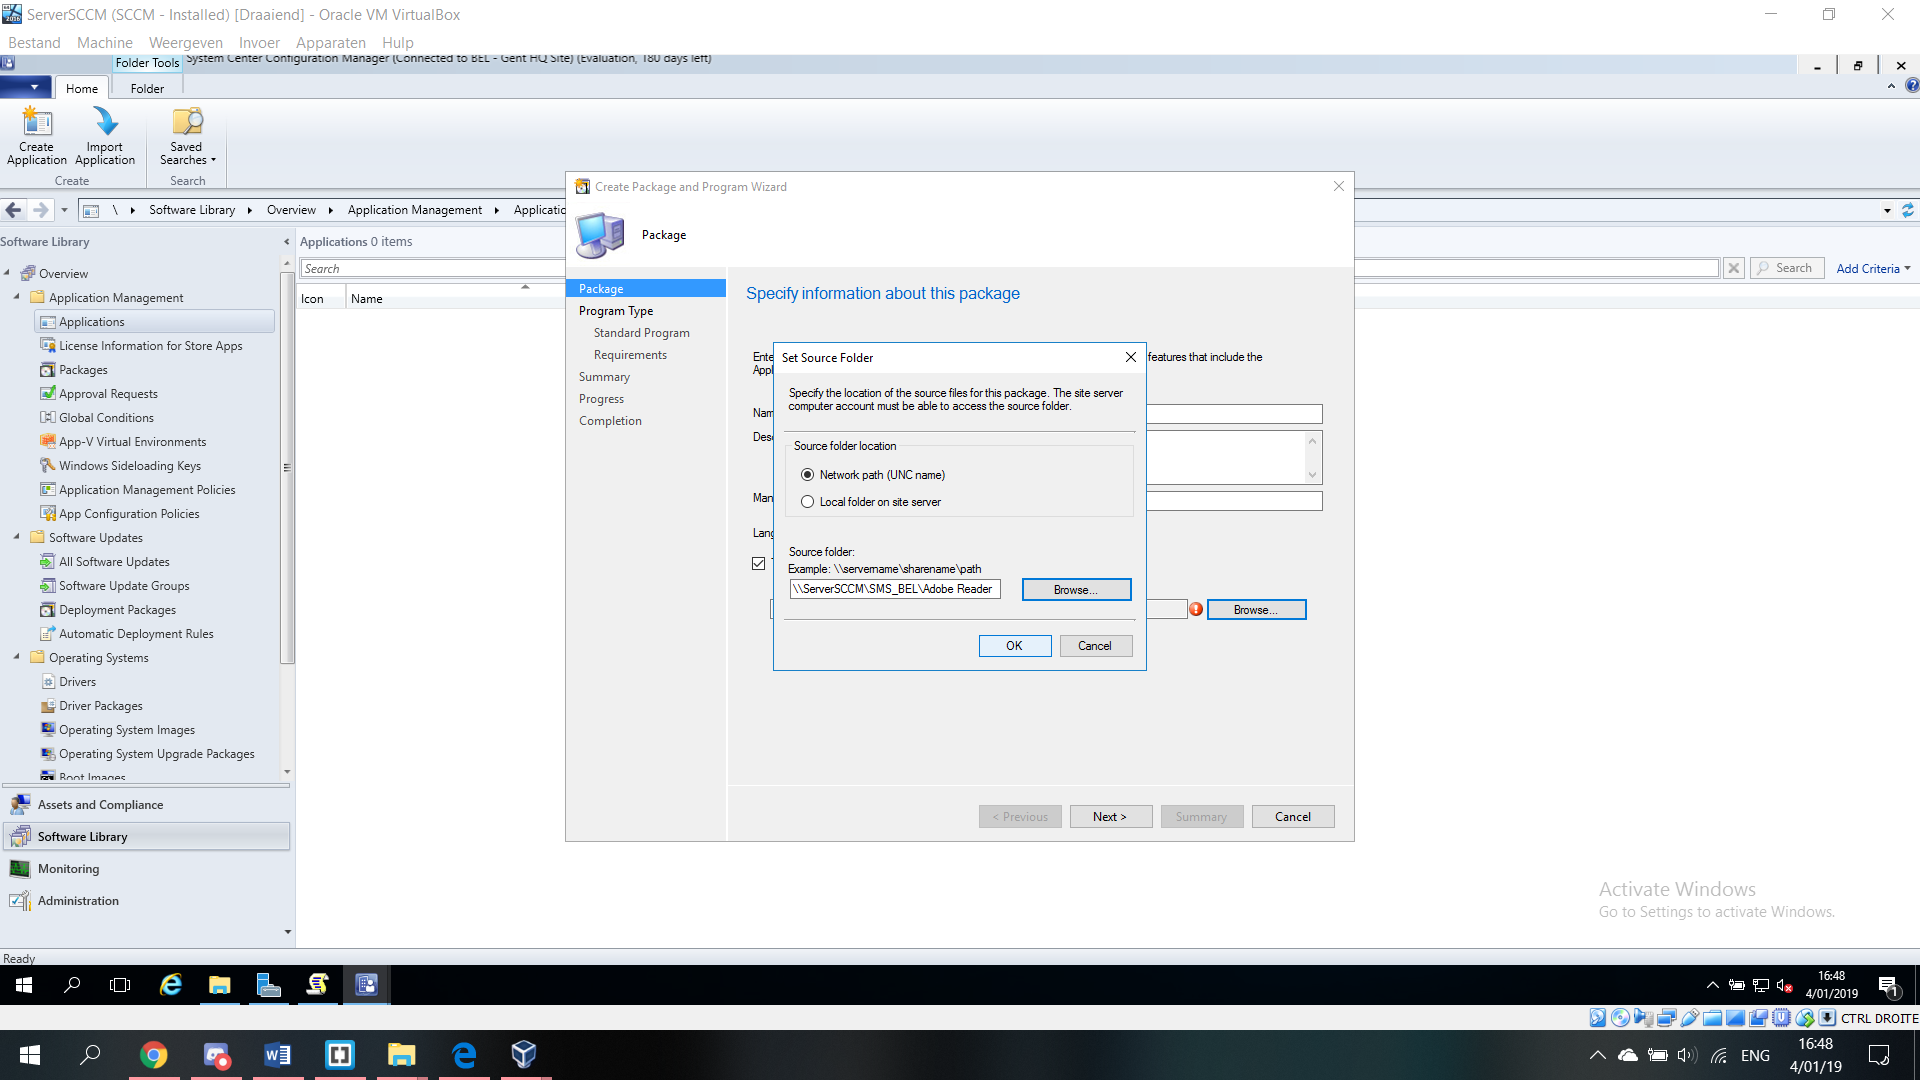 ServerSCCM (SCCM - Installed) [Draaiend] - Oracle VM VirtualBox
Bestand Machine Weergeven Invoer Apparaten Hulp
Folder Tools System Center Configuration Manager (Connected to BEL - Gent HQ Site) (Evaluation, 180 days left)
Home Folder
Create Application
Import Application
Saved Searches
Create
Search
\ Software Library Overview Application Management Applicatio
Software Library
Applications 0 items
Search
Search
Add Criteria
Icon Name
Overview
Application Management
Applications
License Information for Store Apps
Packages
Approval Requests
Global Conditions
App-V Virtual Environments
Windows Sideloading Keys
Application Management Policies
App Configuration Policies
Software Updates
All Software Updates
Software Update Groups
Deployment Packages
Automatic Deployment Rules
Operating Systems
Drivers
Driver Packages
Operating System Images
Operating System Upgrade Packages
Boot Images
Assets and Compliance
Software Library
Monitoring
Administration
Ready
Create Package and Program Wizard
Package
Package
Program Type
Standard Program
Requirements
Summary
Progress
Completion
Specify information about this package
Ente
features that include the
Appl
Nam
Desc
Man
Lang
Browse...
< Previous Next > Summary Cancel
Set Source Folder
Specify the location of the source files for this package. The site server
computer account must be able to access the source folder.
Source folder location
Network path (UNC name)
Local folder on site server
Source folder:
Example: \\servername\sharename\path
\\ServerSCCM\SMS_BEL\Adobe Reader
Browse...
OK Cancel
Activate Windows
Go to Settings to activate Windows.
16:48
4/01/2019
1
CTRL DROITE
ENG
16:48
4/01/19